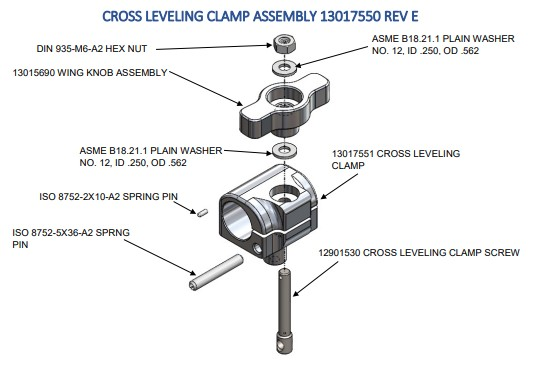 CROSS LEVELING CLAMP ASSEMBLY 13017550 REV E
DIN 935-M6-A2 HEX NUT
ASME B18.21.1 PLAIN WASHER
NO. 12, ID .250, OD .562
13015690 WING KNOB ASSEMBLY
ASME B18.21.1 PLAIN WASHER
NO. 12, ID .250, OD .562
13017551 CROSS LEVELING
CLAMP
ISO 8752-2X10-A2 SPRING PIN
ISO 8752-5X36-A2 SPRNG
PIN
12901530 CROSS LEVELING CLAMP SCREW